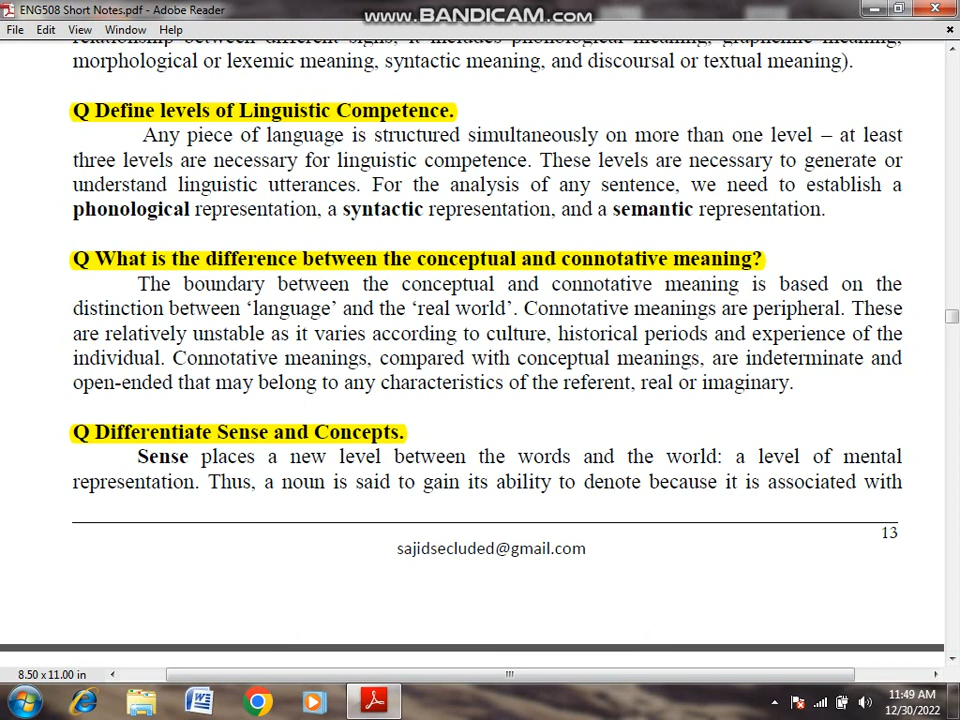 ENG508 Short Notes.pdf - Adobe Reader
www.BANDICAM.com
File Edit View Window Help
relationship between different signs, it includes phonological meaning, graphemic meaning,
morphological or lexemic meaning, syntactic meaning, and discoursal or textual meaning).
Q Define levels of Linguistic Competence.
Any piece of language is structured simultaneously on more than one level – at least
three levels are necessary for linguistic competence. These levels are necessary to generate or
understand linguistic utterances. For the analysis of any sentence, we need to establish a
phonological representation, a syntactic representation, and a semantic representation.
Q What is the difference between the conceptual and connotative meaning?
The boundary between the conceptual and connotative meaning is based on the
distinction between ‘language’ and the ‘real world’. Connotative meanings are peripheral. These
are relatively unstable as it varies according to culture, historical periods and experience of the
individual. Connotative meanings, compared with conceptual meanings, are indeterminate and
open-ended that may belong to any characteristics of the referent, real or imaginary.
Q Differentiate Sense and Concepts.
Sense places a new level between the words and the world: a level of mental
representation. Thus, a noun is said to gain its ability to denote because it is associated with
13
sajidsecluded@gmail.com
8.50 x 11.00 in
11:49 AM
12/30/2022